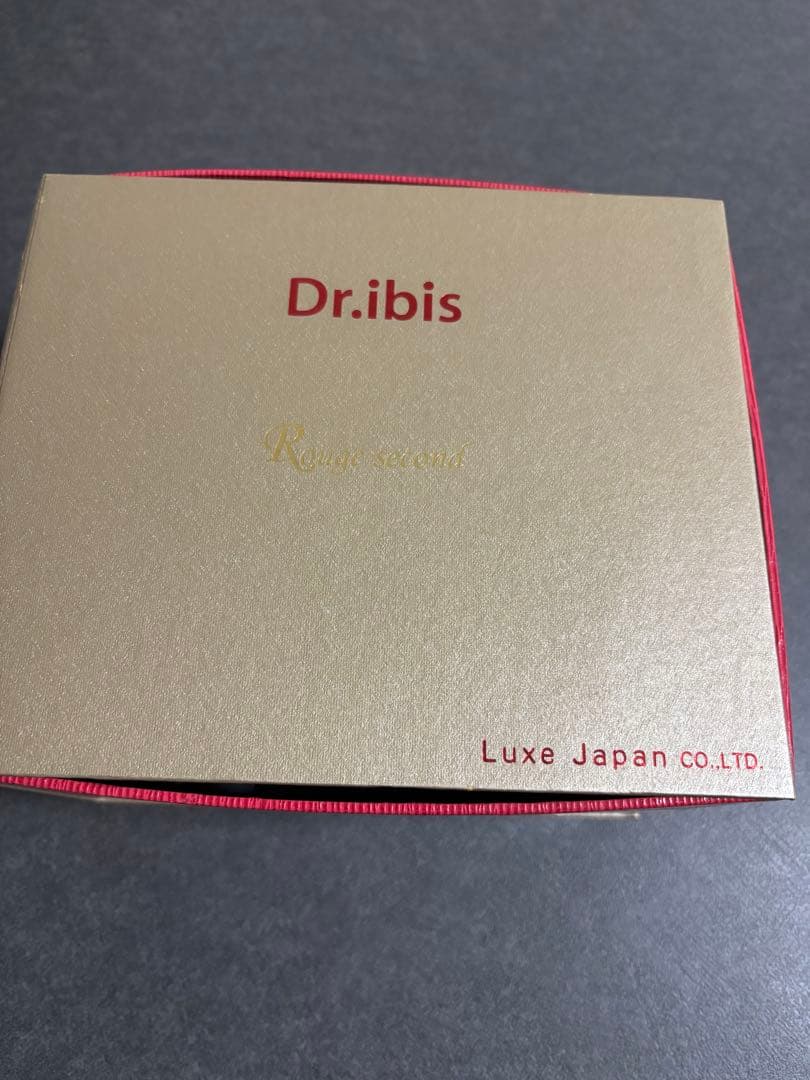 Dr.ibis
Rouge second
Luxe Japan CO.,LTD.